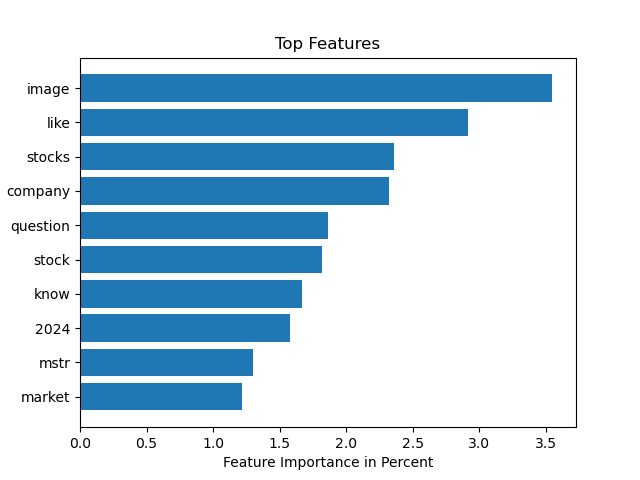 Top Features
image
like
stocks
company
question
stock
know
2024
mstr
market
0.0 0.5 1.0 1.5 2.0 2.5 3.0 3.5
Feature Importance in Percent